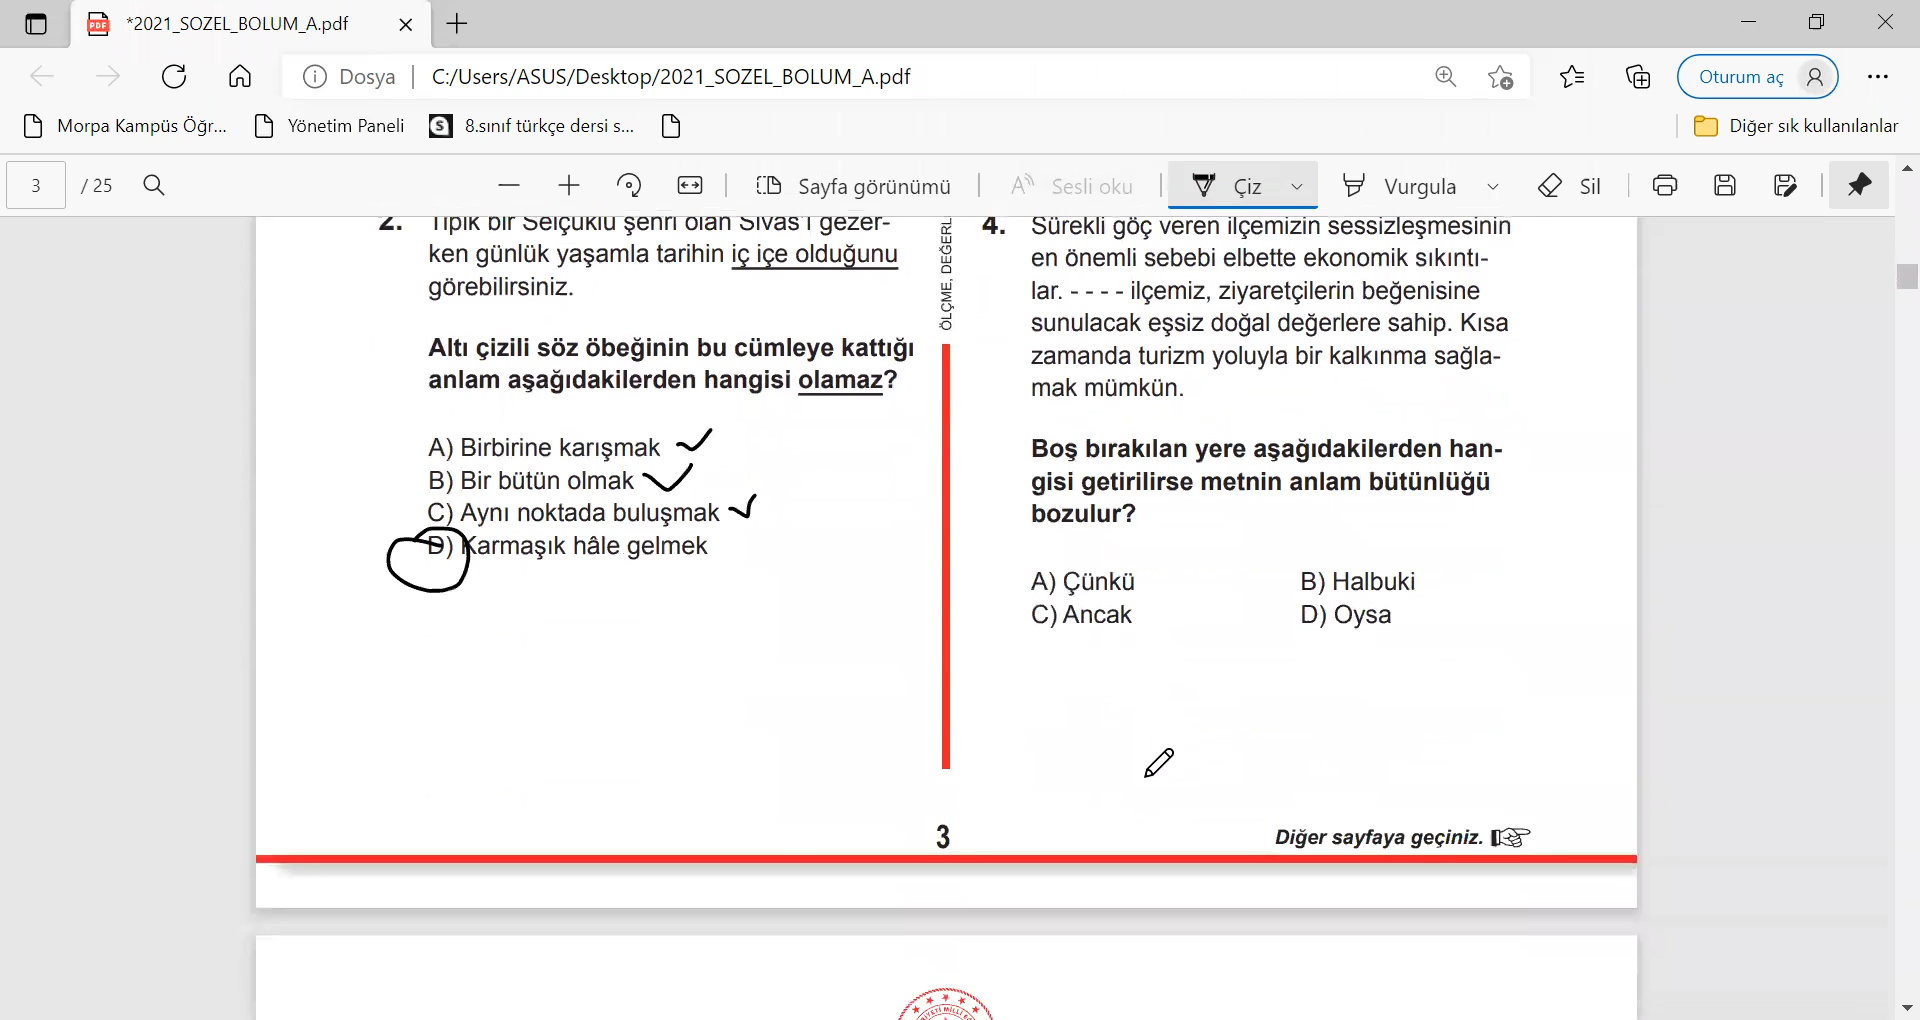 *2021_SOZEL_BOLUM_A.pdf
Dosya
C:/Users/ASUS/Desktop/2021_SOZEL_BOLUM_A.pdf
Oturum aç
Morpa Kampüs Öğr...
Yönetim Paneli
8.sınıf türkçe dersi s...
Diğer sık kullanılanlar
3 / 25
Sayfa görünümü
Sesli oku
Çiz
Vurgula
Sil
2. Tipik bir Selçuklu şehri olan Sivas'ı gezer-
ken günlük yaşamla tarihin iç içe olduğunu
görebilirsiniz.
Altı çizili söz öbeğinin bu cümleye kattığı
anlam aşağıdakilerden hangisi olamaz?
A) Birbirine karışmak
B) Bir bütün olmak
C) Aynı noktada buluşmak
D) Karmaşık hâle gelmek
ÖLÇME, DEĞERL
4. Sürekli göç veren ilçemizin sessizleşmesinin
en önemli sebebi elbette ekonomik sıkıntı-
lar. - - - - ilçemiz, ziyaretçilerin beğenisine
sunulacak eşsiz doğal değerlere sahip. Kısa
zamanda turizm yoluyla bir kalkınma sağla-
mak mümkün.
Boş bırakılan yere aşağıdakilerden han-
gisi getirilirse metnin anlam bütünlüğü
bozulur?
A) Çünkü B) Halbuki
C) Ancak D) Oysa
3
Diğer sayfaya geçiniz.